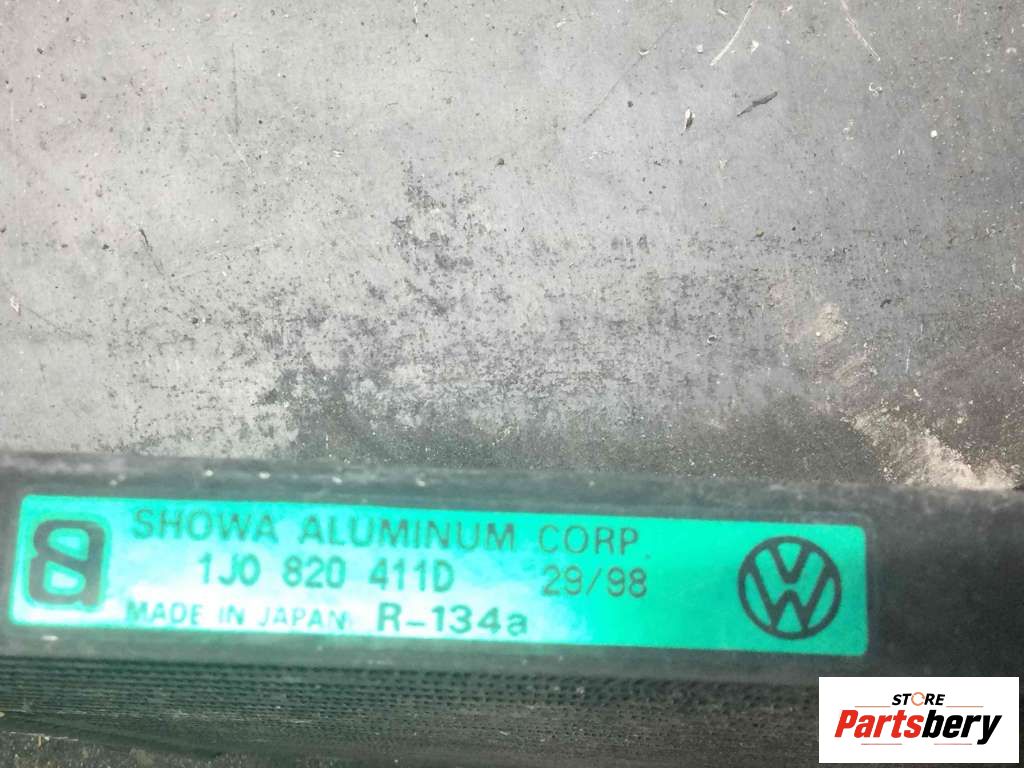 SHOWA ALUMINUM CORP.
1J0 820 411D 29/98
MADE IN JAPAN R-134a
STORE
Partsbery